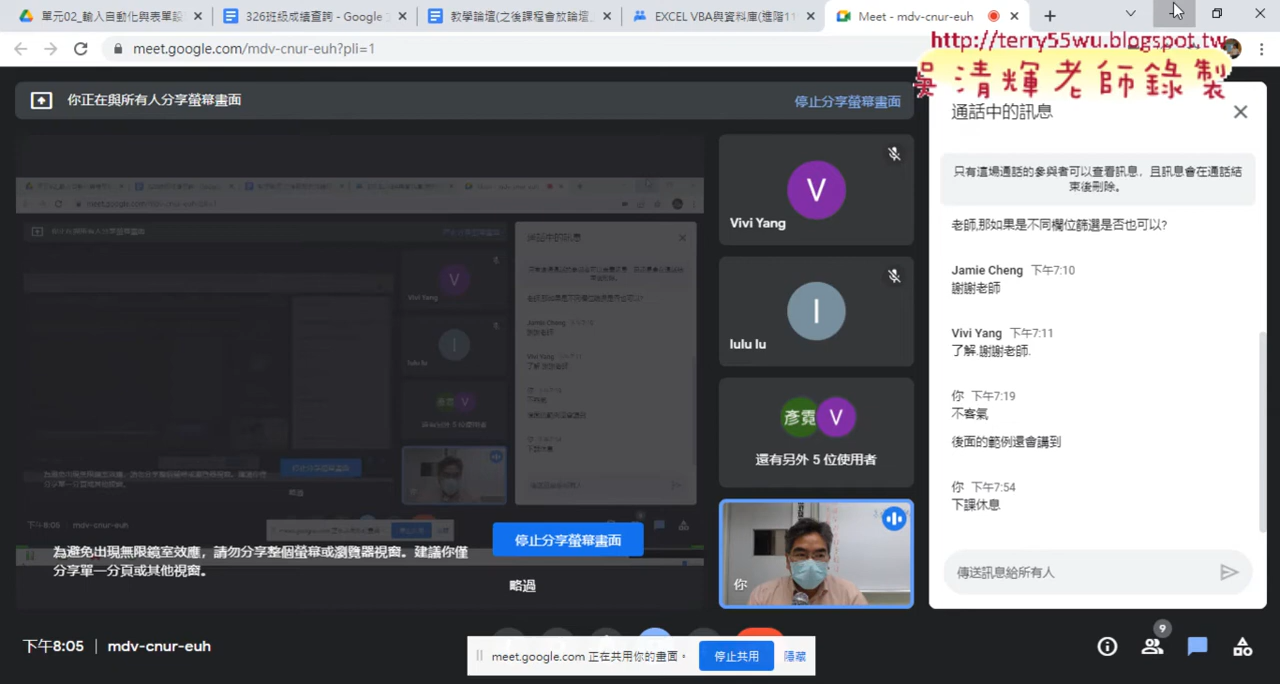 單元02_輸入自動化與表單設
326班級成績查詢 - Google
教學論壇(之後課程會放論壇
EXCEL VBA與資料庫(進階11
Meet - mdv-cnur-euh
meet.google.com/mdv-cnur-euh?pli=1
http://terry55wu.blogspot.tw
吳清輝老師錄製
你正在與所有人分享螢幕畫面
停止分享螢幕畫面
通話中的訊息
只有這場通話的參與者可以查看訊息，且訊息會在通話結
束後刪除。
老師,那如果是不同欄位篩選是否也可以?
Jamie Cheng 下午7:10
謝謝老師
Vivi Yang 下午7:11
了解.謝謝老師.
你 下午7:19
不客氣
後面的範例還會講到
你 下午7:54
下課休息
傳送訊息給所有人
V
Vivi Yang
l
lulu lu
彥霓 V
還有另外 5 位使用者
你
為避免出現無限鏡室效應，請勿分享整個螢幕或瀏覽器視窗。建議你僅
分享單一分頁或其他視窗。
停止分享螢幕畫面
略過
下午8:05 | mdv-cnur-euh
meet.google.com 正在共用你的畫面。
停止共用
隱藏
9